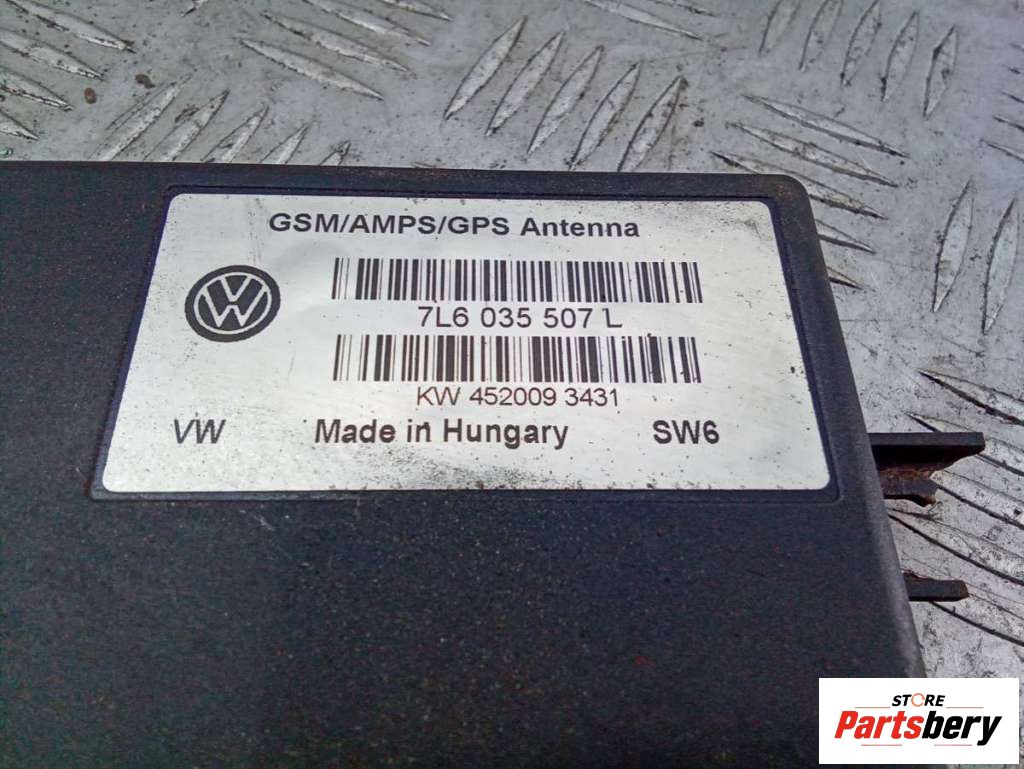 GSM/AMPS/GPS Antenna
7L6 035 507 L
KW 452009 3431
VW Made in Hungary SW6
STORE
Partsbery